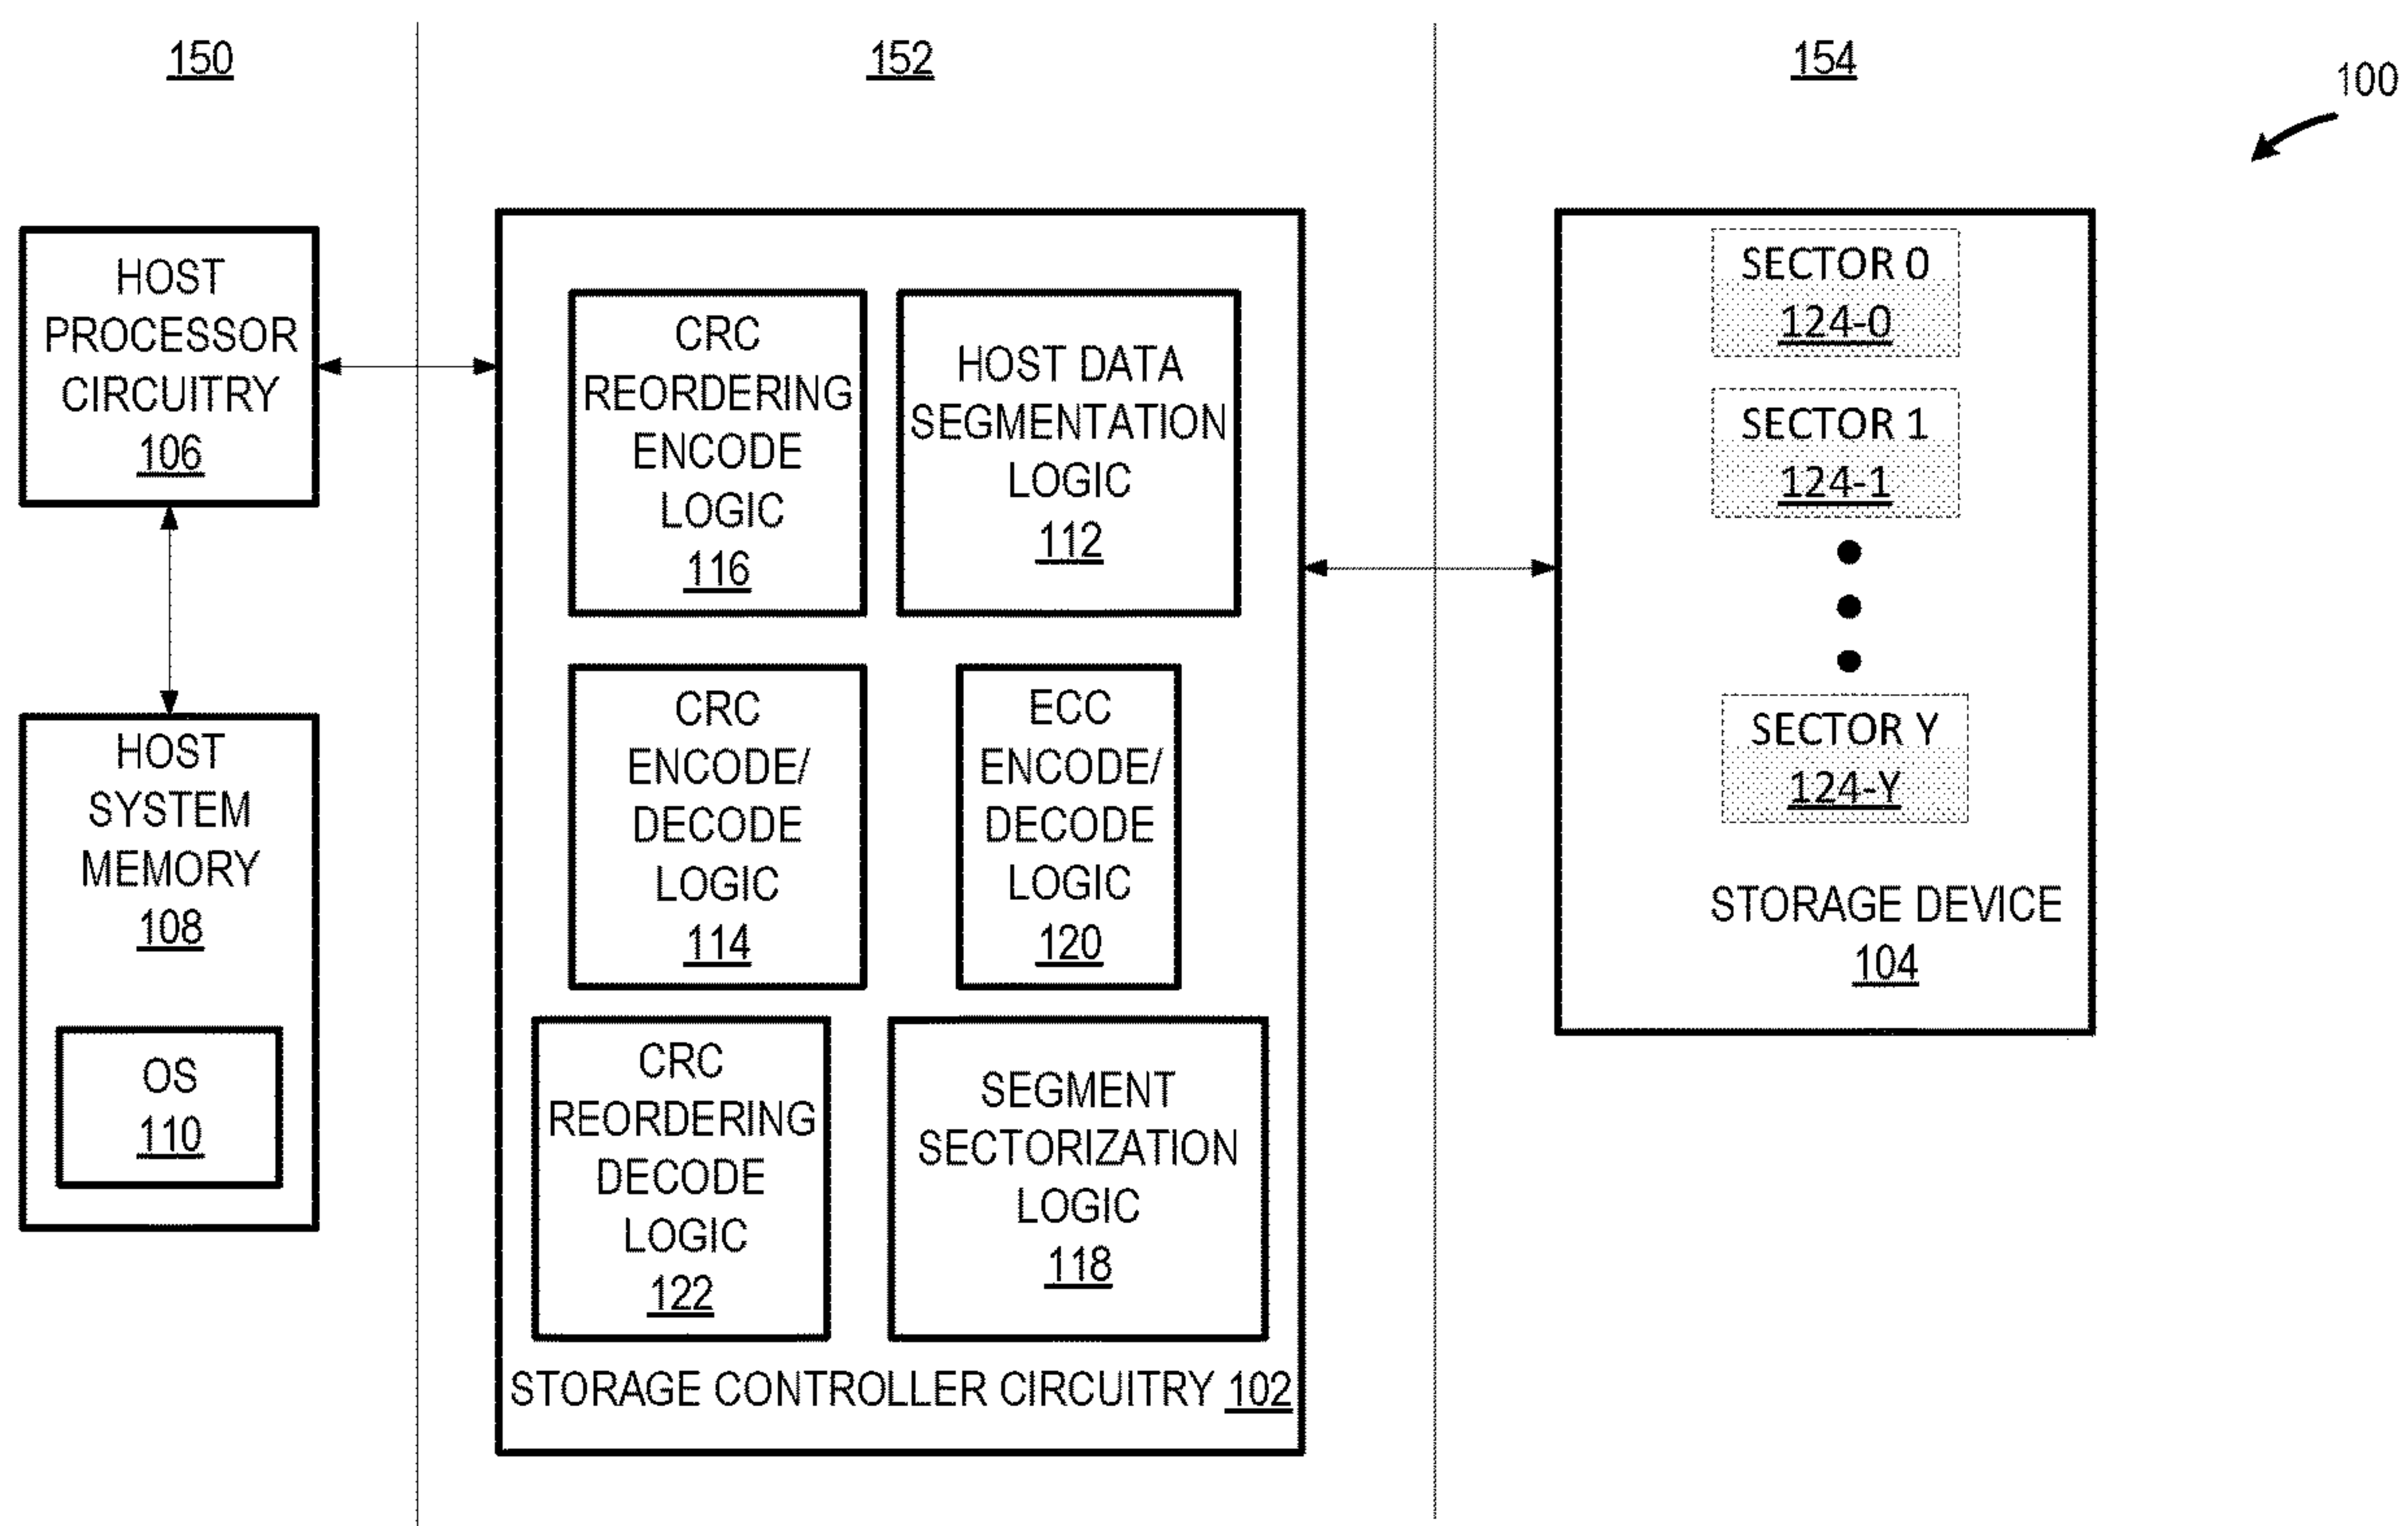 150
152
154
100
HOST
PROCESSOR
CIRCUITRY
106
HOST
SYSTEM
MEMORY
108
OS
110
CRC
REORDERING
ENCODE
LOGIC
116
HOST DATA
SEGMENTATION
LOGIC
112
CRC
ENCODE/
DECODE
LOGIC
114
ECC
ENCODE/
DECODE
LOGIC
120
CRC
REORDERING
DECODE
LOGIC
122
SEGMENT
SECTORIZATION
LOGIC
118
STORAGE CONTROLLER CIRCUITRY 102
SECTOR 0
124-0
SECTOR 1
124-1
SECTOR Y
124-Y
STORAGE DEVICE
104